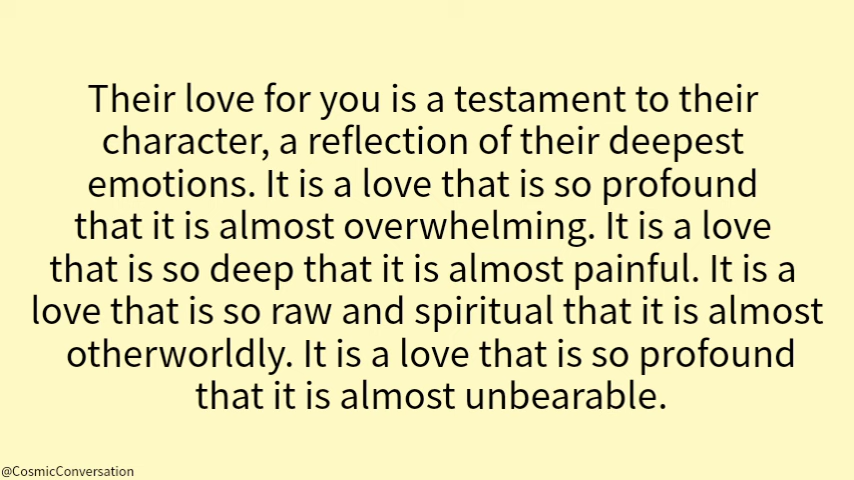 Their love for you is a testament to their
character, a reflection of their deepest
emotions. It is a love that is so profound
that it is almost overwhelming. It is a love
that is so deep that it is almost painful. It is a
love that is so raw and spiritual that it is almost
otherworldly. It is a love that is so profound
that it is almost unbearable.
@CosmicConversation